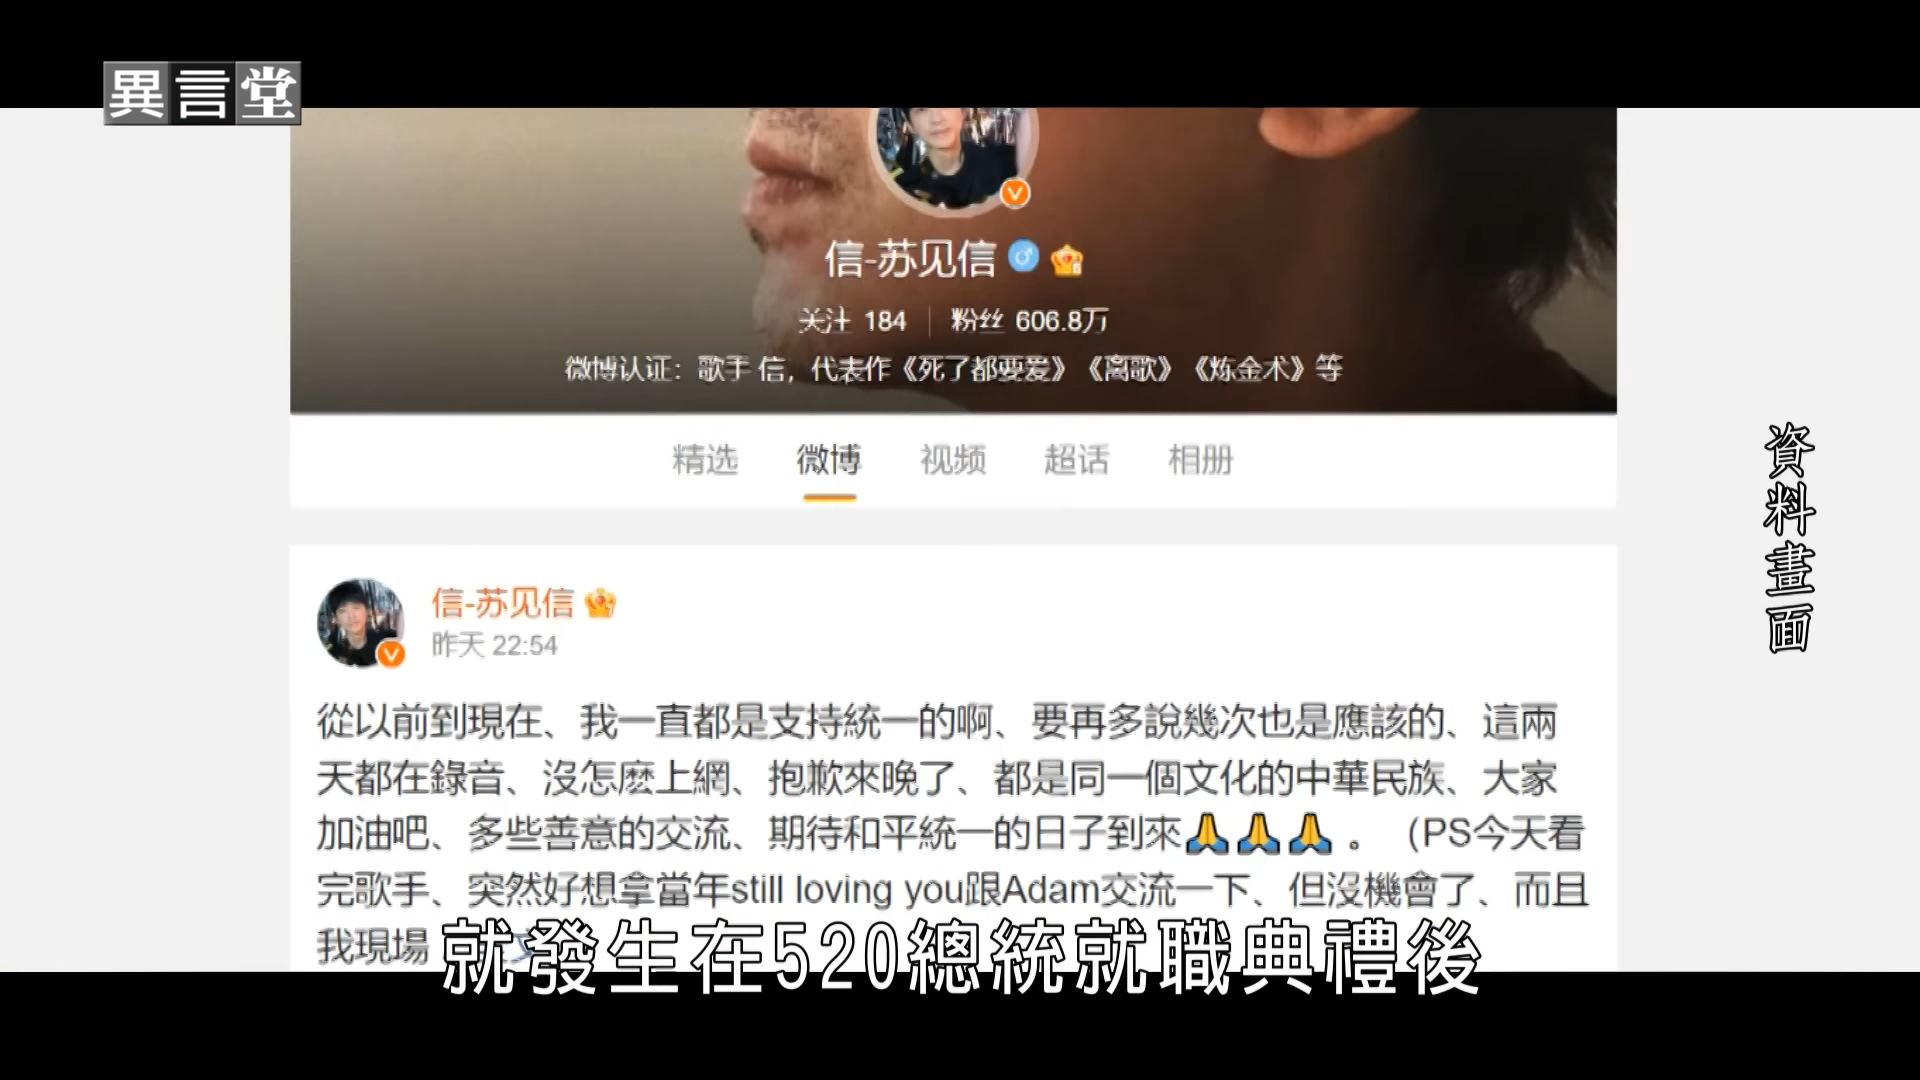 異言堂
信-苏见信
关注 184 粉丝 606.8万
微博认证：歌手 信，代表作《死了都要爱》《离歌》《炼金术》等
精选 微博 视频 超话 相册
資料畫面
信-苏见信
昨天 22:54
從以前到現在、我一直都是支持統一的啊、要再多說幾次也是應該的、這兩
天都在錄音、沒怎麼上網、抱歉來晚了、都是同一個文化的中華民族、大家
加油吧、多些善意的交流、期待和平統一的日子到來🙏🙏🙏。（PS今天看
完歌手、突然好想拿當年still loving you跟Adam交流一下、但沒機會了、而且
我現場
就發生在520總統就職典禮後